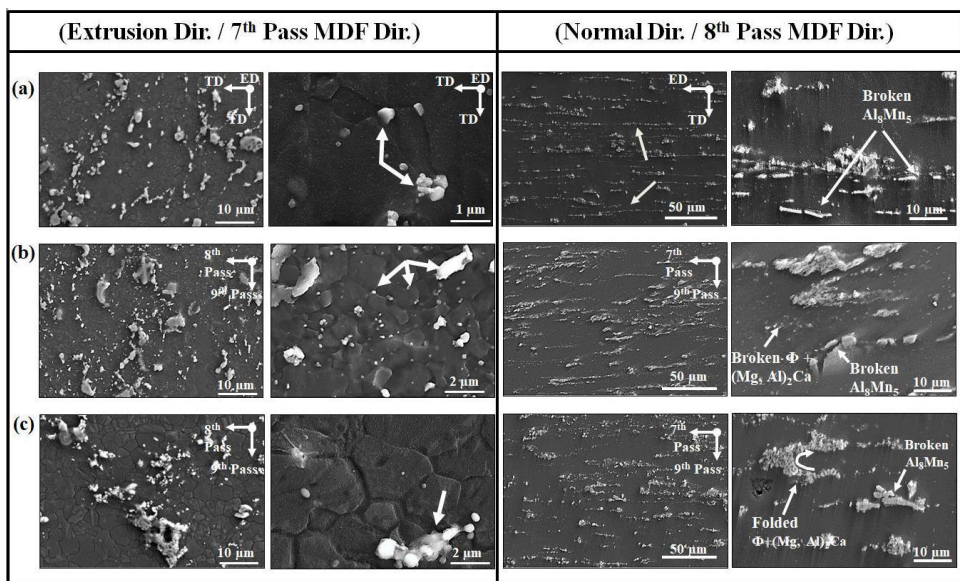 (Extrusion Dir. / 7th Pass MDF Dir.)
(Normal Dir. / 8th Pass MDF Dir.)
(a)
TD ED
TD
10 µm
TD ED
TD
1 µm
ED
TD
50 µm
Broken
Al8Mn5
10 µm
(b)
8th
Pass
9th Pass
10 µm
2 µm
7th
Pass
9th Pass
50 µm
Broken Φ +
(Mg, Al)2Ca
Broken
Al8Mn5
10 µm
(c)
8th
Pass
9th Pass
10 µm
2 µm
7th
Pass
9th Pass
50 µm
Broken
Al8Mn5
Folded
Φ+(Mg, Al)2Ca
10 µm